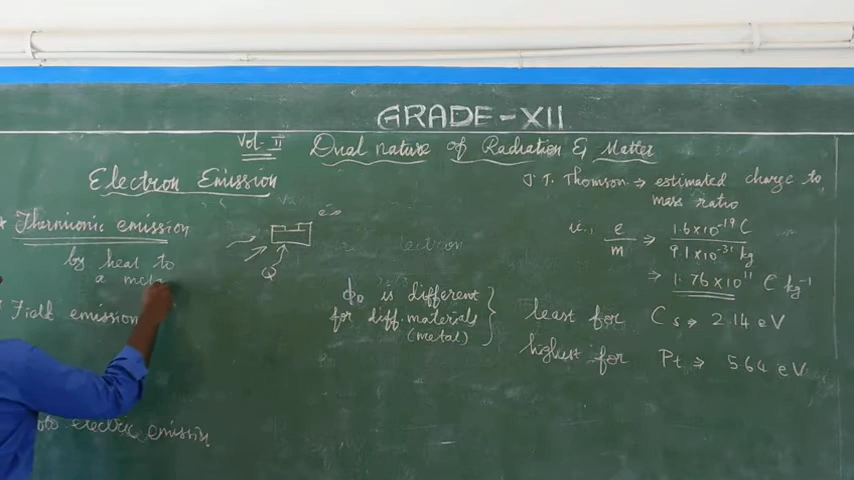 GRADE-XII
Vol-II Dual nature of Radiation & Matter
Electron Emission
* Thermionic emission
by heat to
a meta
Field emission
electric emission
e⁻s
Q
ϕ₀ is different
for diff. materials
(metal)
J. J. Thomson → estimated charge to
mass ratio
ie., e/m ⇒ 1.6×10⁻¹⁹ C / 9.1×10⁻³¹ kg
⇒ 1.76×10¹¹ C kg⁻¹
least for Cs ⇒ 2.14 eV
highest for Pt ⇒ 5.64 eV